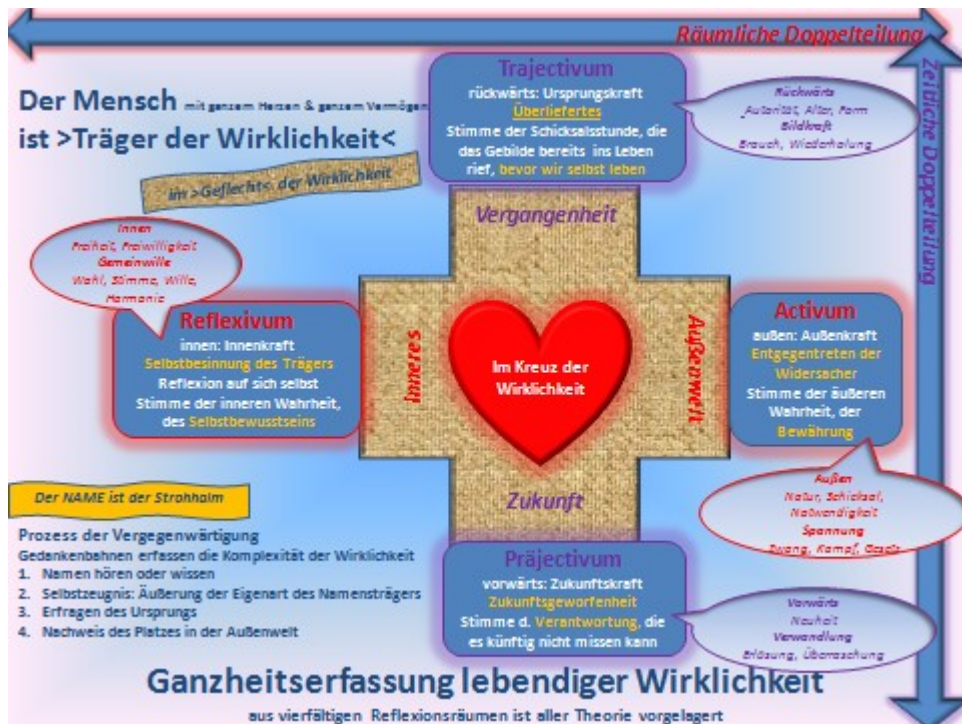 Räumliche Doppelteilung
Zeitliche Doppelteilung
Der Mensch mit ganzem Herzen & ganzem Vermögen
ist >Träger der Wirklichkeit<
im >Geflecht< der Wirklichkeit
Trajectivum
rückwärts: Ursprungskraft
Überliefertes
Stimme der Schicksalsstunde, die
das Gebilde bereits ins Leben
rief, bevor wir selbst leben
Rückwärts
Autorität, Alter, Form
Bildkraft
Brauch, Wiederholung
Vergangenheit
Innen
Freiheit, Freiwilligkeit
Gemeinwille
Wahl, Stimme, Wille,
Harmonie
Reflexivum
innen: Innenkraft
Selbstbesinnung des Trägers
Reflexion auf sich selbst
Stimme der inneren Wahrheit,
des Selbstbewusstseins
Inneres
Im Kreuz der
Wirklichkeit
Außenwelt
Activum
außen: Außenkraft
Entgegentreten der
Widersacher
Stimme der äußeren
Wahrheit, der
Bewährung
Außen
Natur, Schicksal,
Notwendigkeit
Spannung
Zwang, Kampf, Gesetz
Zukunft
Der NAME ist der Strohhalm
Prozess der Vergegenwärtigung
Gedankenbahnen erfassen die Komplexität der Wirklichkeit
1. Namen hören oder wissen
2. Selbstzeugnis: Äußerung der Eigenart des Namensträgers
3. Erfragen des Ursprungs
4. Nachweis des Platzes in der Außenwelt
Präjectivum
vorwärts: Zukunftskraft
Zukunftsgeworfenheit
Stimme d. Verantwortung, die
es künftig nicht missen kann
Vorwärts
Neuheit
Verwandlung
Erlösung, Überraschung
Ganzheitserfassung lebendiger Wirklichkeit
aus vierfältigen Reflexionsräumen ist aller Theorie vorgelagert